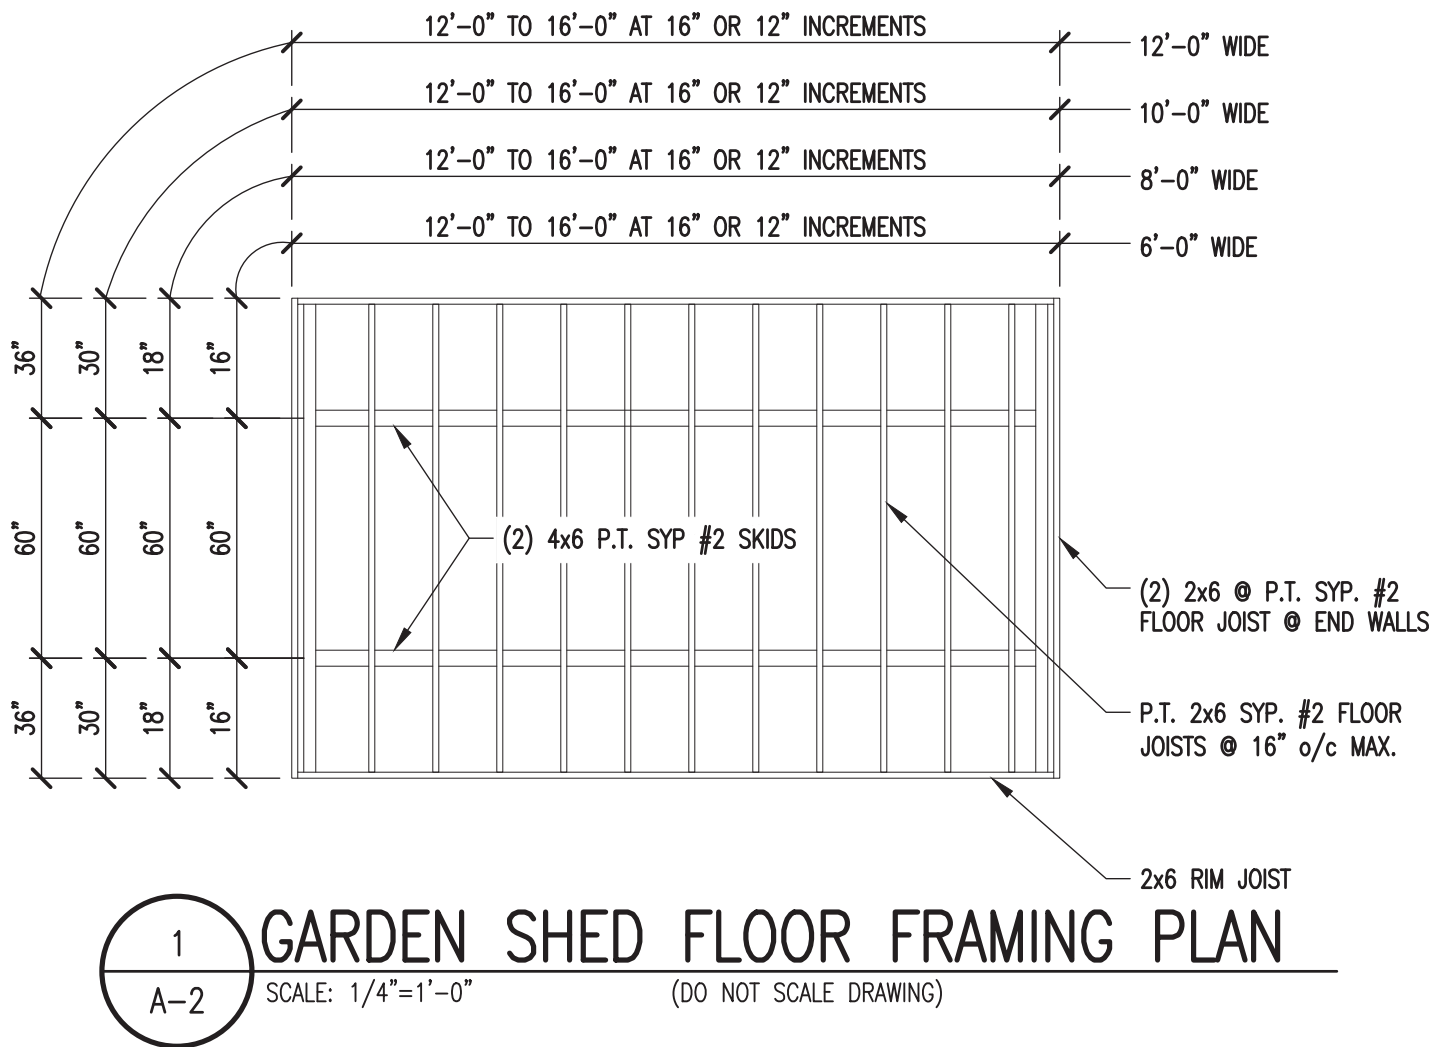 12'-0" TO 16'-0" AT 16" OR 12" INCREMENTS
12'-0" WIDE
12'-0" TO 16'-0" AT 16" OR 12" INCREMENTS
10'-0" WIDE
12'-0" TO 16'-0" AT 16" OR 12" INCREMENTS
8'-0" WIDE
12'-0" TO 16'-0" AT 16" OR 12" INCREMENTS
6'-0" WIDE
36"
30"
18"
16"
60"
60"
60"
60"
36"
30"
18"
16"
(2) 4x6 P.T. SYP #2 SKIDS
(2) 2x6 @ P.T. SYP. #2
FLOOR JOIST @ END WALLS
P.T. 2x6 SYP. #2 FLOOR
JOISTS @ 16" o/c MAX.
2x6 RIM JOIST
1
A-2
GARDEN SHED FLOOR FRAMING PLAN
SCALE: 1/4"=1'-0"
(DO NOT SCALE DRAWING)